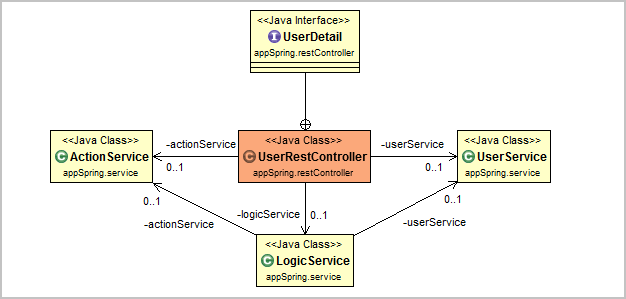 <<Java Interface>>
I UserDetail
appSpring.restController
<<Java Class>>
C ActionService
appSpring.service
-actionService
0..1
<<Java Class>>
C UserRestController
appSpring.restController
-userService
0..1
<<Java Class>>
C UserService
appSpring.service
0..1
-actionService
-logicService
0..1
0..1
-userService
<<Java Class>>
C LogicService
appSpring.service